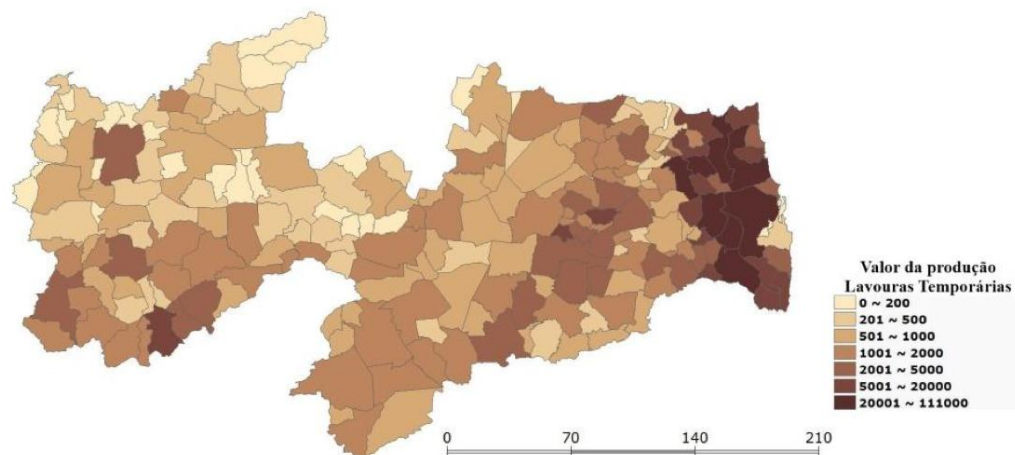 Valor da produção
Lavouras Temporárias
0 ~ 200
201 ~ 500
501 ~ 1000
1001 ~ 2000
2001 ~ 5000
5001 ~ 20000
20001 ~ 111000
0 70 140 210